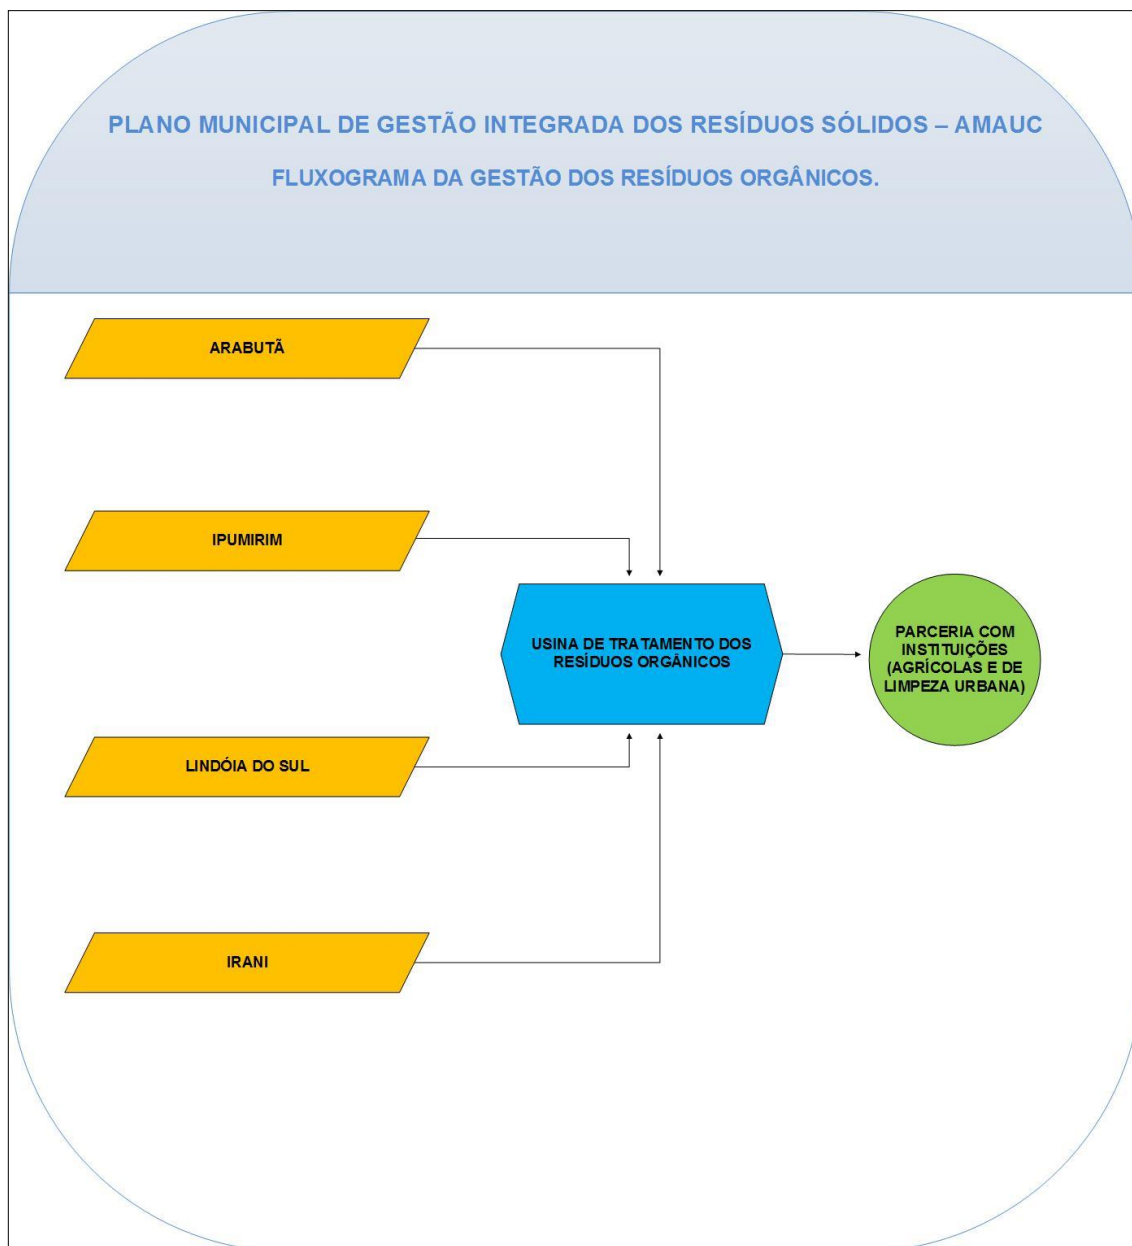 PLANO MUNICIPAL DE GESTÃO INTEGRADA DOS RESÍDUOS SÓLIDOS – AMAUC
FLUXOGRAMA DA GESTÃO DOS RESÍDUOS ORGÂNICOS.
ARABUTÃ
IPUMIRIM
USINA DE TRATAMENTO DOS
RESÍDUOS ORGÂNICOS
PARCERIA COM
INSTITUIÇÕES
(AGRÍCOLAS E DE
LIMPEZA URBANA)
LINDÓIA DO SUL
IRANI